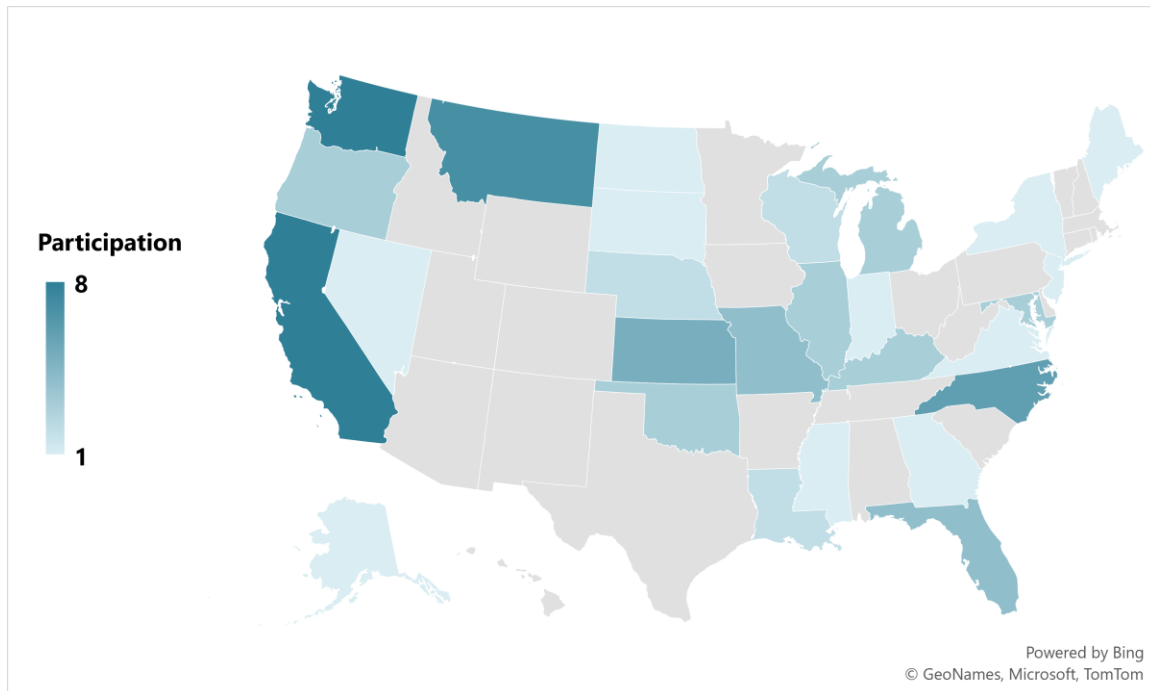 Participation
8
1
Powered by Bing
© GeoNames, Microsoft, TomTom